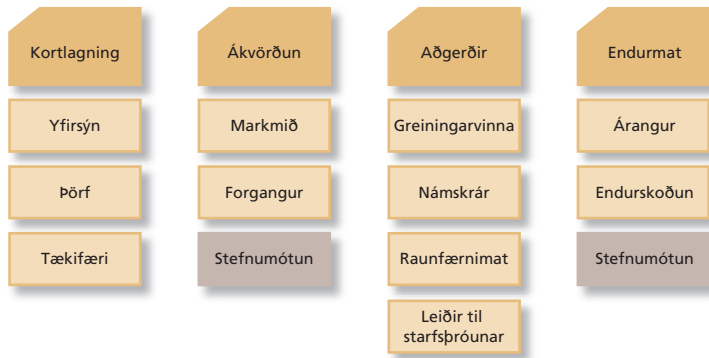 Kortlagning
Yfirsýn
Þörf
Tækifæri
Ákvörðun
Markmið
Forgangur
Stefnumótun
Aðgerðir
Greiningarvinna
Námskrár
Raunfærnimat
Leiðir til
starfsþróunar
Endurmat
Árangur
Endurskoðun
Stefnumótun